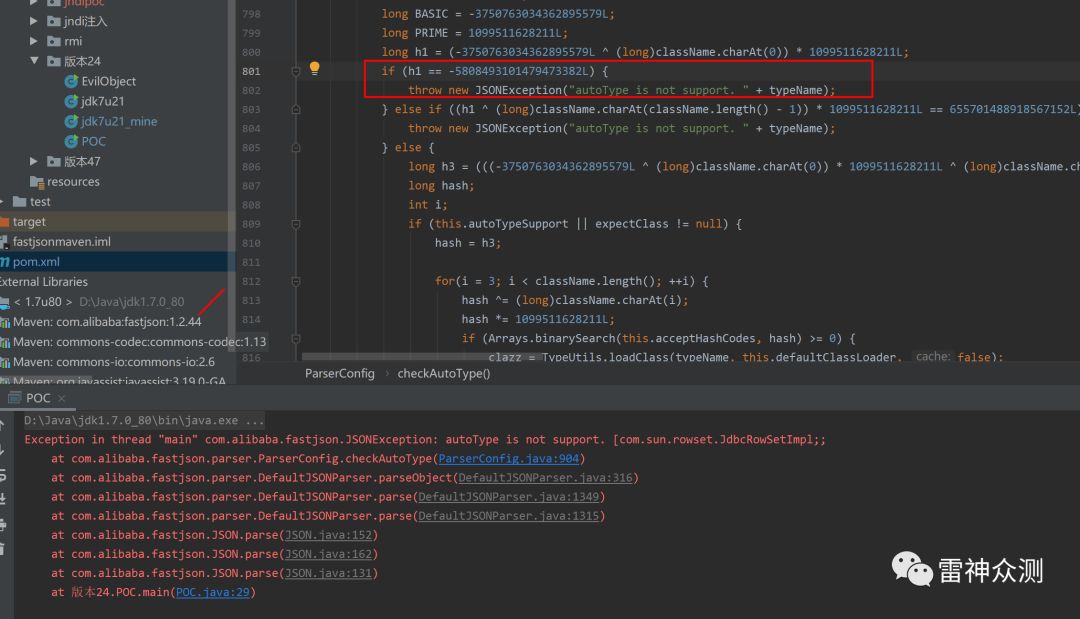 jndipoc
jndi注入
rmi
版本24
EvilObject
jdk7u21
jdk7u21_mine
POC
版本47
resources
test
target
fastjsonmaven.iml
pom.xml
External Libraries
< 1.7u80 > D:\Java\jdk1.7.0_80
Maven: com.alibaba:fastjson:1.2.44
Maven: commons-codec:commons-codec:1.13
Maven: commons-io:commons-io:2.6
Maven: org.javassist:javassist:3.19.0-GA
798 long BASIC = -3750763034362895579L;
799 long PRIME = 1099511628211L;
800 long h1 = (-3750763034362895579L ^ (long)className.charAt(0)) * 1099511628211L;
801 if (h1 == -5808493101479473382L) {
802 throw new JSONException("autoType is not support. " + typeName);
803 } else if ((h1 ^ (long)className.charAt(className.length() - 1)) * 1099511628211L == 655701488918567152L)
804 throw new JSONException("autoType is not support. " + typeName);
805 } else {
806 long h3 = (((-3750763034362895579L ^ (long)className.charAt(0)) * 1099511628211L ^ (long)className.ch
807 long hash;
808 int i;
809 if (this.autoTypeSupport || expectClass != null) {
810 hash = h3;
811
812 for(i = 3; i < className.length(); ++i) {
813 hash ^= (long)className.charAt(i);
814 hash *= 1099511628211L;
815 if (Arrays.binarySearch(this.acceptHashCodes, hash) >= 0) {
816 clazz = TypeUtils.loadClass(typeName, this.defaultClassLoader, cache: false);
ParserConfig › checkAutoType()
POC ×
D:\Java\jdk1.7.0_80\bin\java.exe ...
Exception in thread "main" com.alibaba.fastjson.JSONException: autoType is not support. [com.sun.rowset.JdbcRowSetImpl;;
at com.alibaba.fastjson.parser.ParserConfig.checkAutoType(ParserConfig.java:904)
at com.alibaba.fastjson.parser.DefaultJSONParser.parseObject(DefaultJSONParser.java:316)
at com.alibaba.fastjson.parser.DefaultJSONParser.parse(DefaultJSONParser.java:1349)
at com.alibaba.fastjson.parser.DefaultJSONParser.parse(DefaultJSONParser.java:1315)
at com.alibaba.fastjson.JSON.parse(JSON.java:152)
at com.alibaba.fastjson.JSON.parse(JSON.java:162)
at com.alibaba.fastjson.JSON.parse(JSON.java:131)
at 版本24.POC.main(POC.java:29)
雷神众测